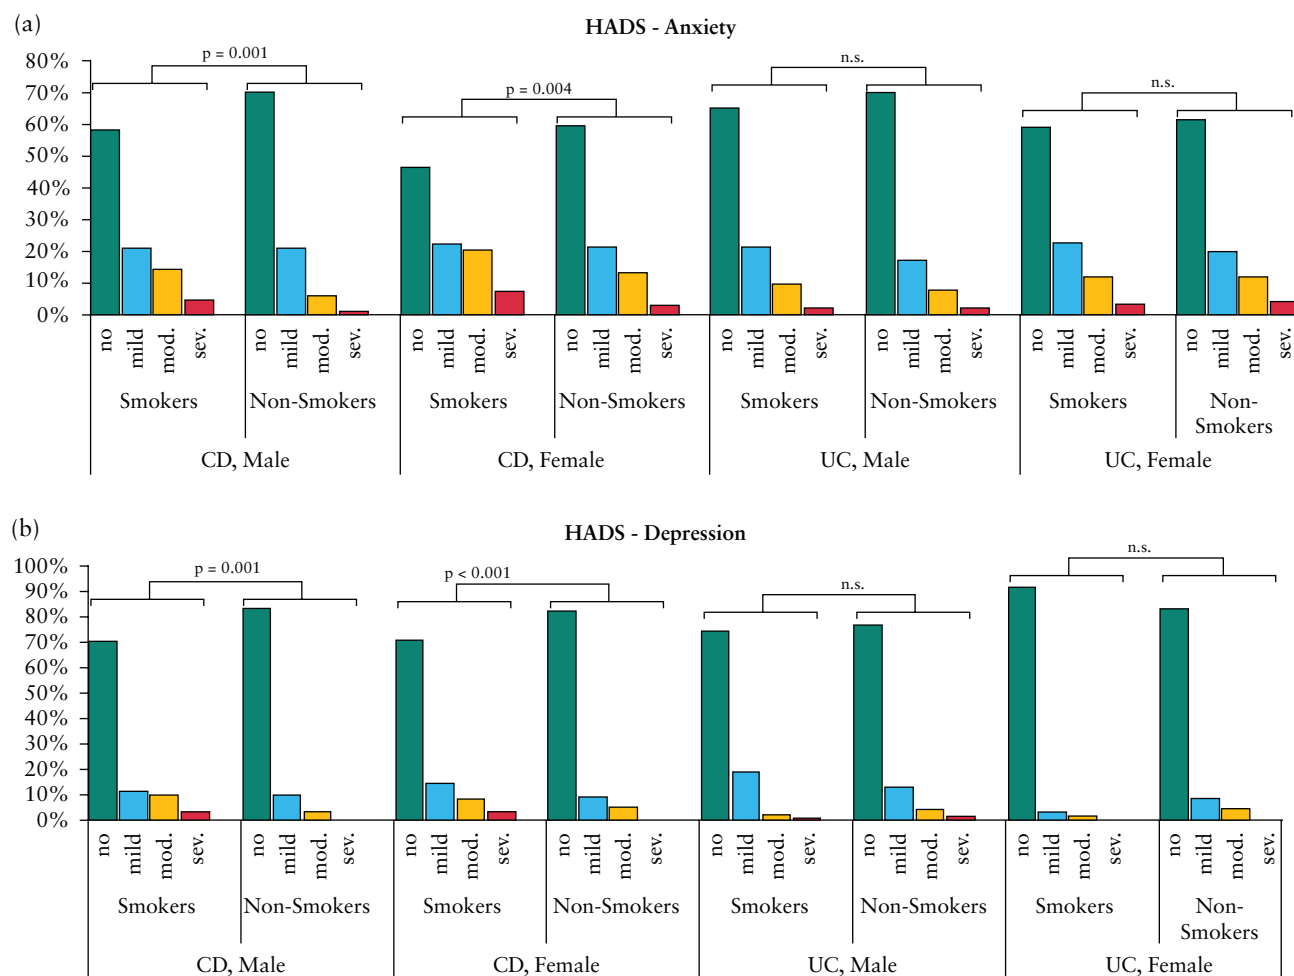 (a)
HADS - Anxiety
80%
70%
60%
50%
40%
30%
20%
10%
0%
p = 0.001
p = 0.004
n.s.
n.s.
no mild mod. sev. no mild mod. sev. no mild mod. sev. no mild mod. sev. no mild mod. sev. no mild mod. sev. no mild mod. sev. no mild mod. sev.
Smokers Non-Smokers Smokers Non-Smokers Smokers Non-Smokers Smokers Non-
Smokers
CD, Male CD, Female UC, Male UC, Female
(b)
HADS - Depression
100%
90%
80%
70%
60%
50%
40%
30%
20%
10%
0%
p = 0.001
p < 0.001
n.s.
n.s.
no mild mod. sev. no mild mod. sev. no mild mod. sev. no mild mod. sev. no mild mod. sev. no mild mod. sev. no mild mod. sev. no mild mod. sev.
Smokers Non-Smokers Smokers Non-Smokers Smokers Non-Smokers Smokers Non-
Smokers
CD, Male CD, Female UC, Male UC, Female